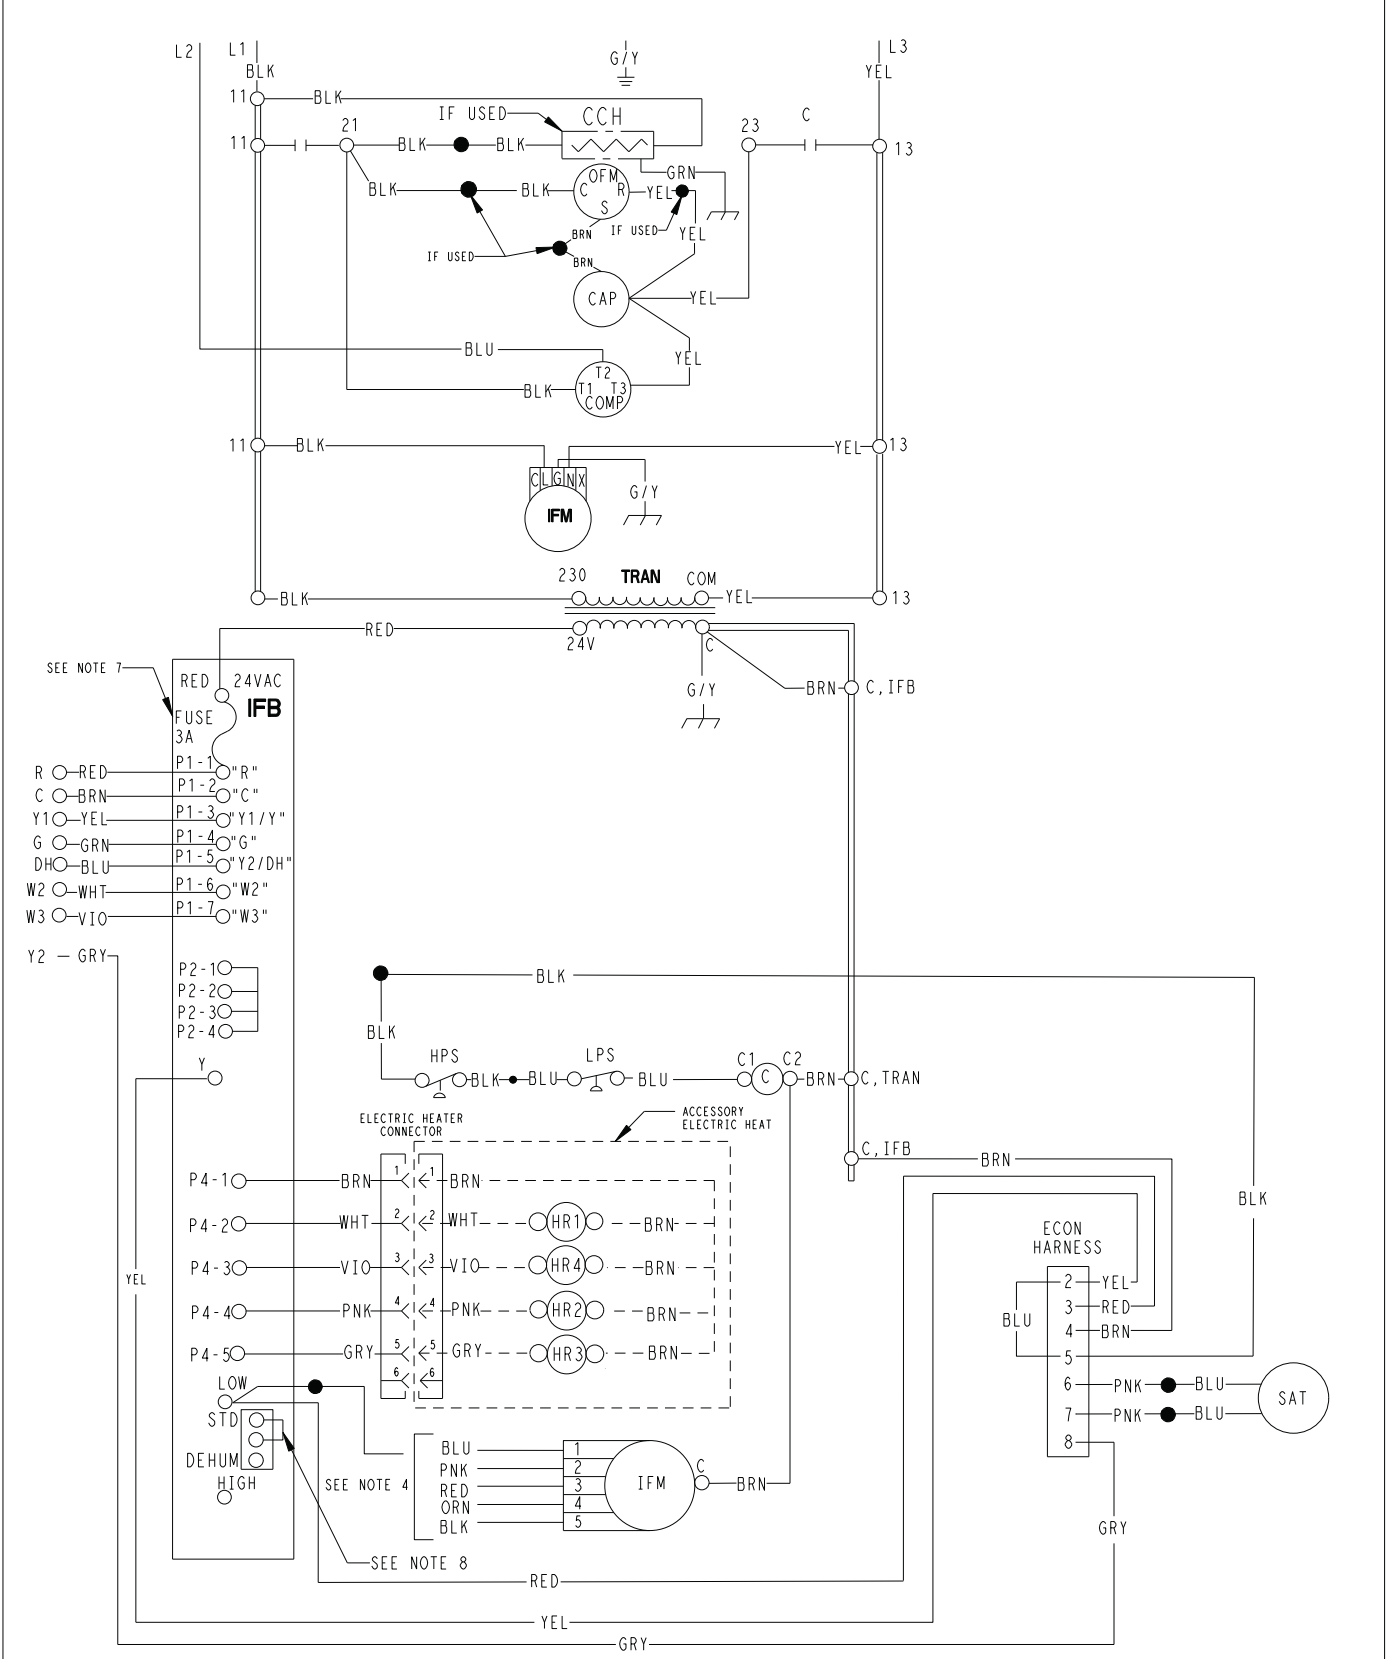 L2
L1
G/Y
L3
BLK
YEL
11
BLK
IF USED
CCH
C
11
21
BLK
BLK
23
13
GRN
BLK
BLK
C
OFM
R
S
YEL
BRN
IF USED
YEL
IF USED
BRN
CAP
YEL
BLU
YEL
T2
BLK
T1
T3
COMP
11
BLK
YEL
13
C L G N X
G/Y
IFM
230
TRAN
COM
BLK
YEL
13
RED
24V
C
SEE NOTE 7
RED
24VAC
G/Y
BRN
C,IFB
IFB
FUSE
3A
R RED P1-1 "R"
C BRN P1-2 "C"
Y1 YEL P1-3 "Y1/Y"
G GRN P1-4 "G"
DH BLU P1-5 "Y2/DH"
W2 WHT P1-6 "W2"
W3 VIO P1-7 "W3"
Y2 GRY
P2-1
P2-2
P2-3
P2-4
BLK
BLK
Y
HPS
LPS
C1
C2
BLK
BLU
BLU
C
BRN
C,TRAN
ELECTRIC HEATER
CONNECTOR
ACCESSORY
ELECTRIC HEAT
C,IFB
BRN
P4-1 BRN 1 1 BRN
P4-2 WHT 2 2 WHT HR1 BRN
P4-3 VIO 3 3 VIO HR4 BRN
P4-4 PNK 4 4 PNK HR2 BRN
P4-5 GRY 5 5 GRY HR3 BRN
6 6
YEL
BLK
ECON
HARNESS
2 YEL
3 RED
BLU
4 BRN
5
6 PNK BLU
7 PNK BLU
SAT
8
GRY
LOW
STD
DEHUM
HIGH
SEE NOTE 4
BLU 1
PNK 2
RED 3
ORN 4
BLK 5
IFM
C
BRN
SEE NOTE 8
RED
YEL
GRY